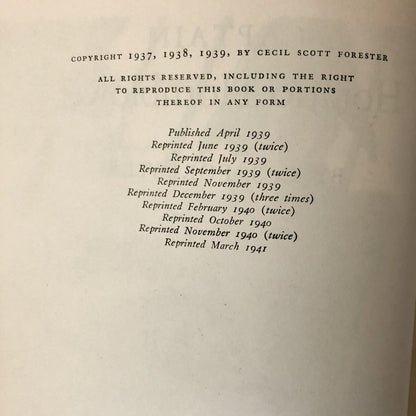 COPYRIGHT 1937, 1938, 1939, BY CECIL SCOTT FORESTER
ALL RIGHTS RESERVED, INCLUDING THE RIGHT
TO REPRODUCE THIS BOOK OR PORTIONS
THEREOF IN ANY FORM
Published April 1939
Reprinted June 1939 (twice)
Reprinted July 1939
Reprinted September 1939 (twice)
Reprinted November 1939
Reprinted December 1939 (three times)
Reprinted February 1940 (twice)
Reprinted October 1940
Reprinted November 1940 (twice)
Reprinted March 1941